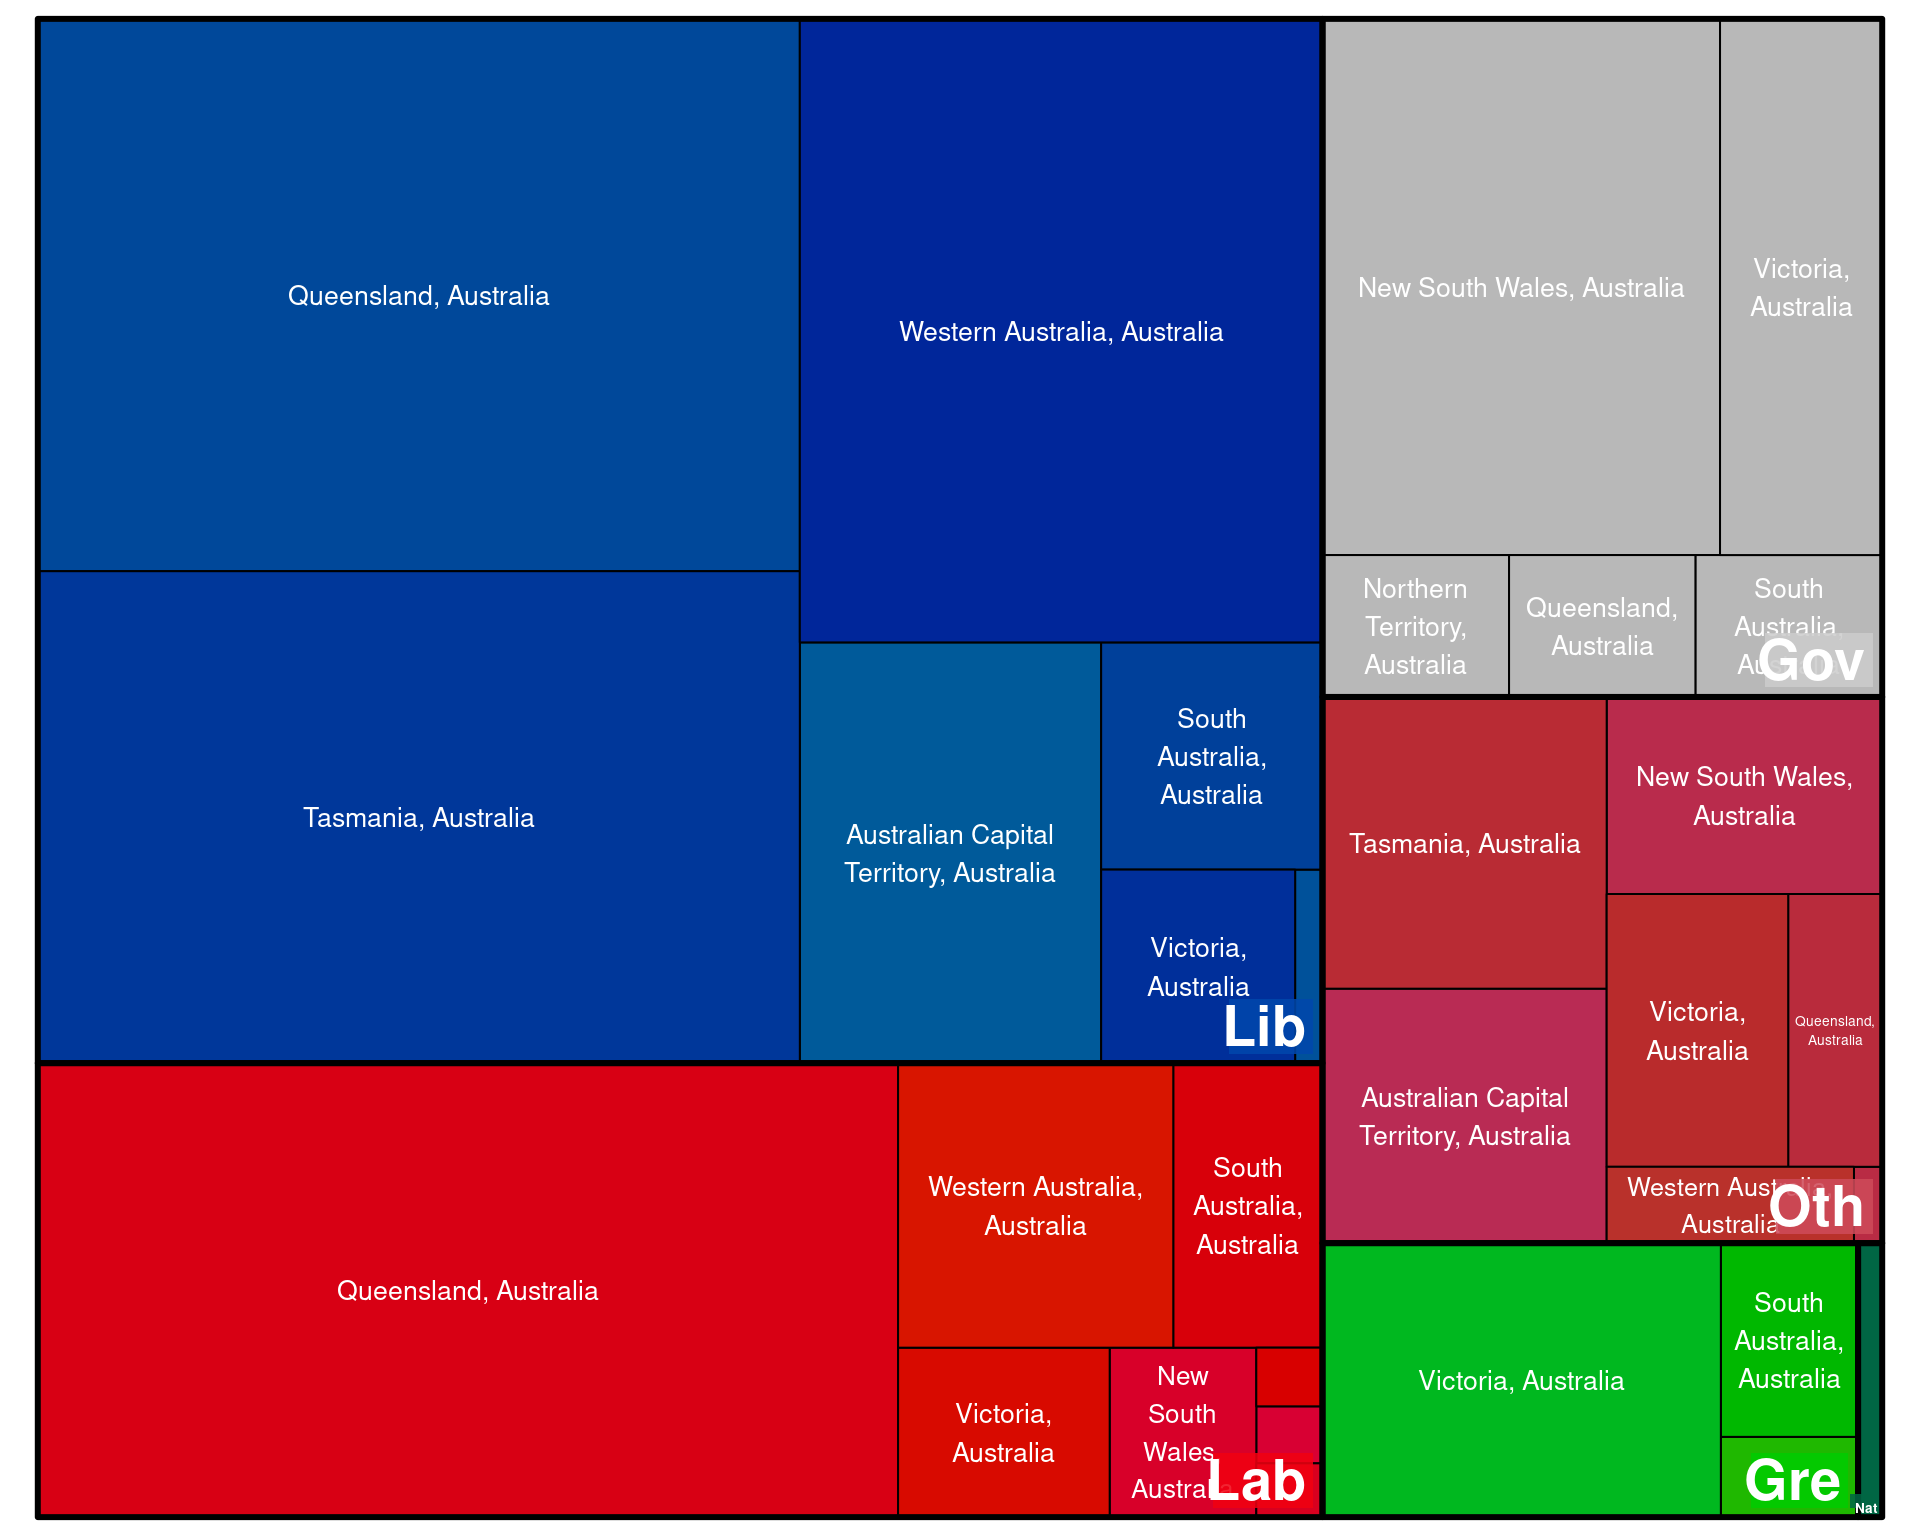 Queensland, Australia
Western Australia, Australia
Tasmania, Australia
Australian Capital
Territory, Australia
South
Australia,
Australia
Victoria,
Australia
Lib
Queensland, Australia
Western Australia,
Australia
South
Australia,
Australia
Victoria,
Australia
New
South
Wales,
Australia
Lab
New South Wales, Australia
Victoria,
Australia
Northern
Territory,
Australia
Queensland,
Australia
South
Australia,
Gov
Tasmania, Australia
New South Wales,
Australia
Australian Capital
Territory, Australia
Victoria,
Australia
Queensland,
Australia
Western Australia,
Australia
Oth
Victoria, Australia
South
Australia,
Australia
Gre
Nat